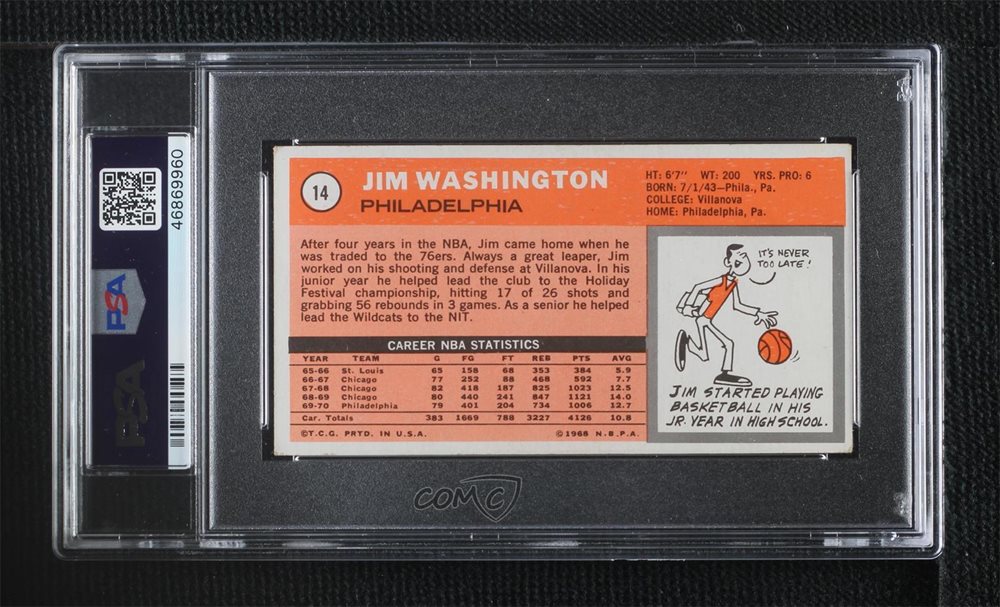 46869960
PSA
PSA
14
JIM WASHINGTON
PHILADELPHIA
HT: 6'7" WT: 200 YRS. PRO: 6
BORN: 7/1/43—Phila., Pa.
COLLEGE: Villanova
HOME: Philadelphia, Pa.
After four years in the NBA, Jim came home when he
was traded to the 76ers. Always a great leaper, Jim
worked on his shooting and defense at Villanova. In his
junior year he helped lead the club to the Holiday
Festival championship, hitting 17 of 26 shots and
grabbing 56 rebounds in 3 games. As a senior he helped
lead the Wildcats to the NIT.
CAREER NBA STATISTICS
YEAR TEAM G FG FT REB PTS AVG
65-66 St. Louis 65 158 68 353 384 5.9
66-67 Chicago 77 252 88 468 592 7.7
67-68 Chicago 82 418 187 825 1023 12.5
68-69 Chicago 80 440 241 847 1121 14.0
69-70 Philadelphia 79 401 204 734 1006 12.7
Car. Totals 383 1669 788 3227 4126 10.8
©T.C.G. PRTD. IN U.S.A. ©1968 N.B.P.A.
IT'S NEVER
TOO LATE!
JIM STARTED PLAYING
BASKETBALL IN HIS
JR. YEAR IN HIGH SCHOOL.
COMC